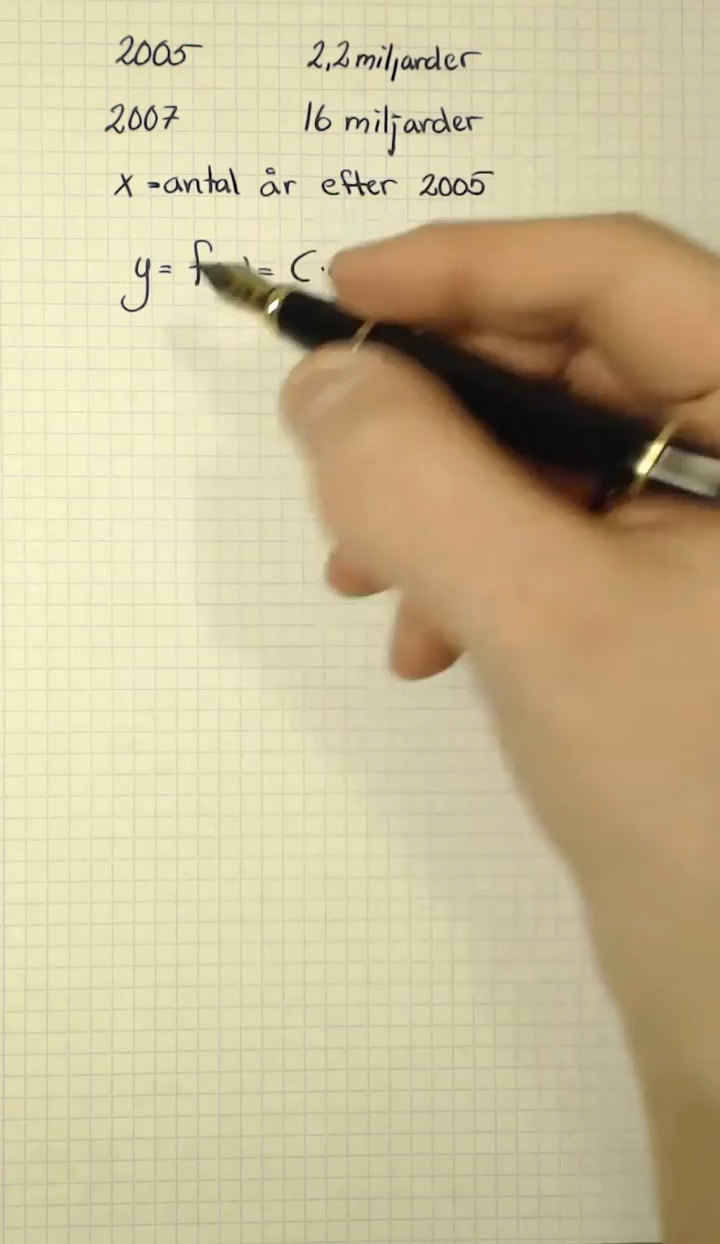 2005 2,2 miljarder
2007 16 miljarder
x = antal år efter 2005
y = f ) = C ·